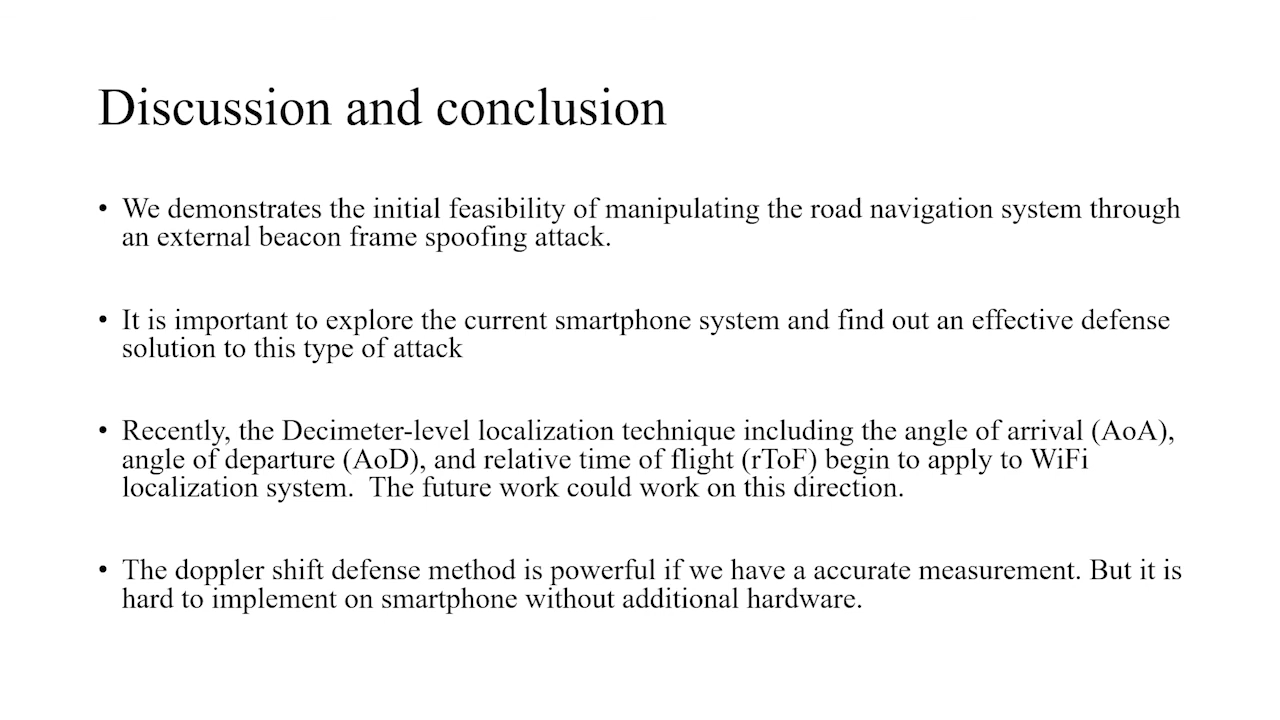 Discussion and conclusion
• We demonstrates the initial feasibility of manipulating the road navigation system through
an external beacon frame spoofing attack.
• It is important to explore the current smartphone system and find out an effective defense
solution to this type of attack
• Recently, the Decimeter-level localization technique including the angle of arrival (AoA),
angle of departure (AoD), and relative time of flight (rToF) begin to apply to WiFi
localization system.  The future work could work on this direction.
• The doppler shift defense method is powerful if we have a accurate measurement. But it is
hard to implement on smartphone without additional hardware.